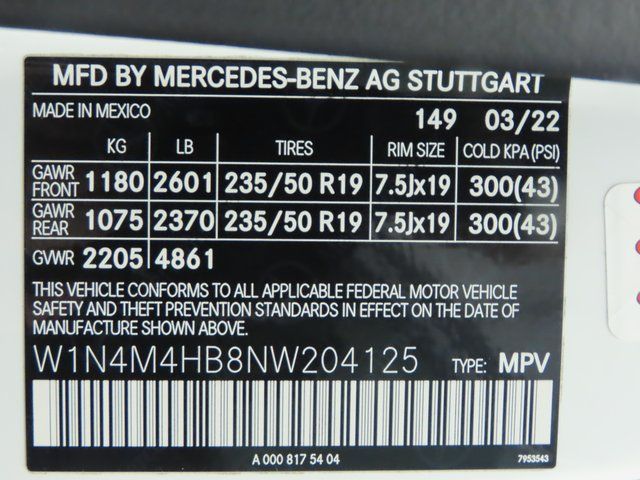 MFD BY MERCEDES-BENZ AG STUTTGART
MADE IN MEXICO 149 03/22
KG LB TIRES RIM SIZE COLD KPA (PSI)
GAWR FRONT 1180 2601 235/50 R19 7.5Jx19 300(43)
GAWR REAR 1075 2370 235/50 R19 7.5Jx19 300(43)
GVWR 2205 4861
THIS VEHICLE CONFORMS TO ALL APPLICABLE FEDERAL MOTOR VEHICLE
SAFETY AND THEFT PREVENTION STANDARDS IN EFFECT ON THE DATE OF
MANUFACTURE SHOWN ABOVE.
W1N4M4HB8NW204125 TYPE: MPV
A 000 817 54 04 7953543